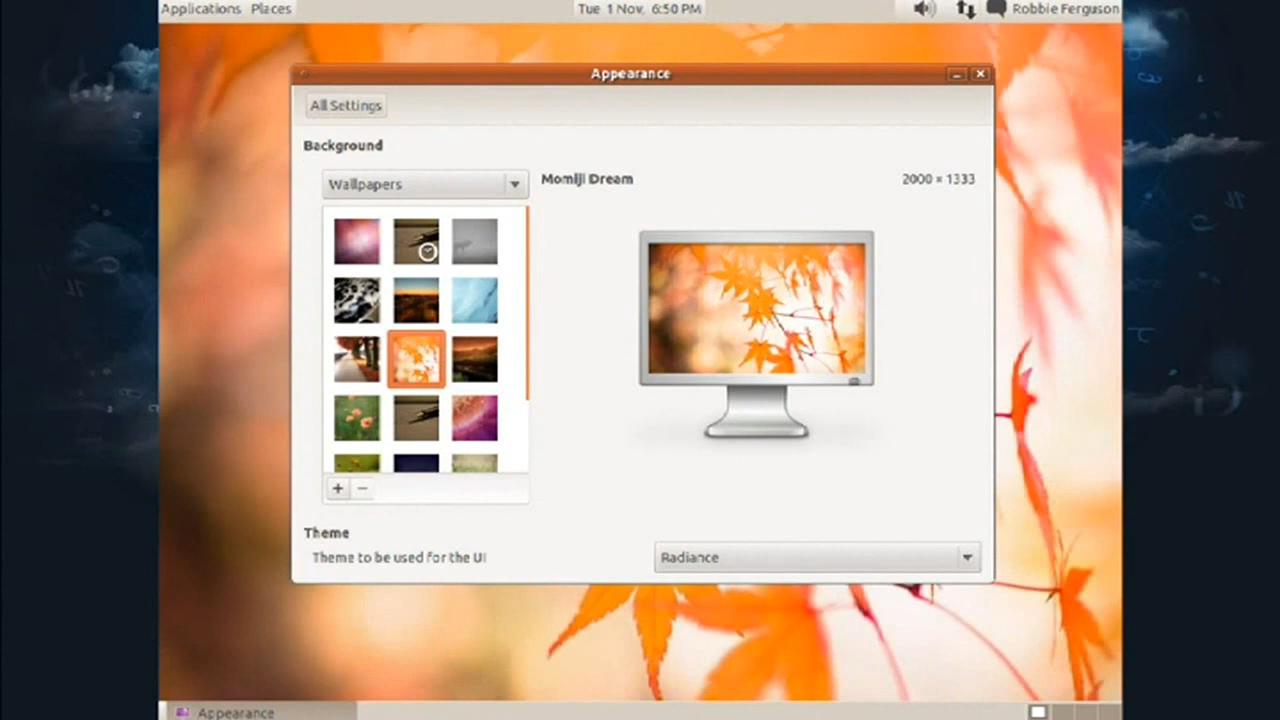 Applications Places Tue 1 Nov, 6:50 PM Robbie Ferguson
Appearance
All Settings
Background
Wallpapers
Momiji Dream
2000 × 1333
+ −
Theme
Theme to be used for the UI
Radiance
Appearance